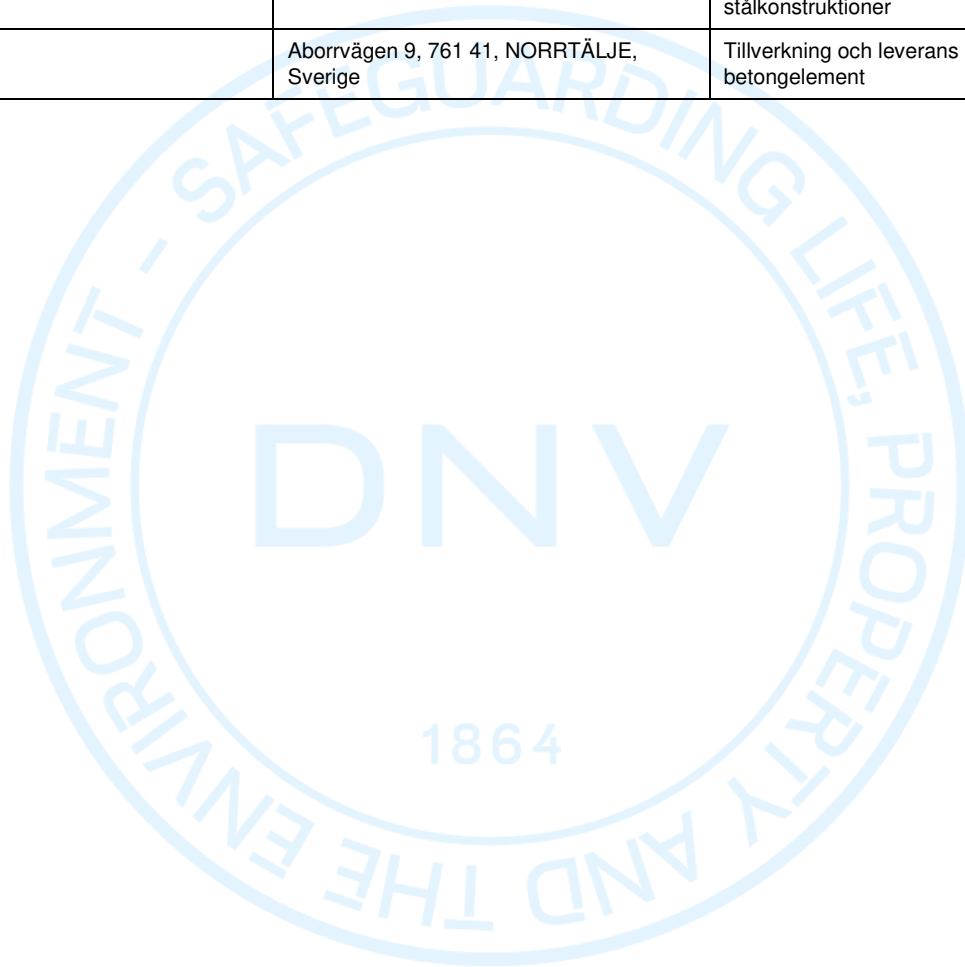 stålkonstruktioner
Aborrvägen 9, 761 41, NORRTÄLJE,
Sverige
Tillverkning och leverans
betongelement
SAFEGUARDING LIFE, PROPERTY AND THE ENVIRONMENT –
DNV
1864